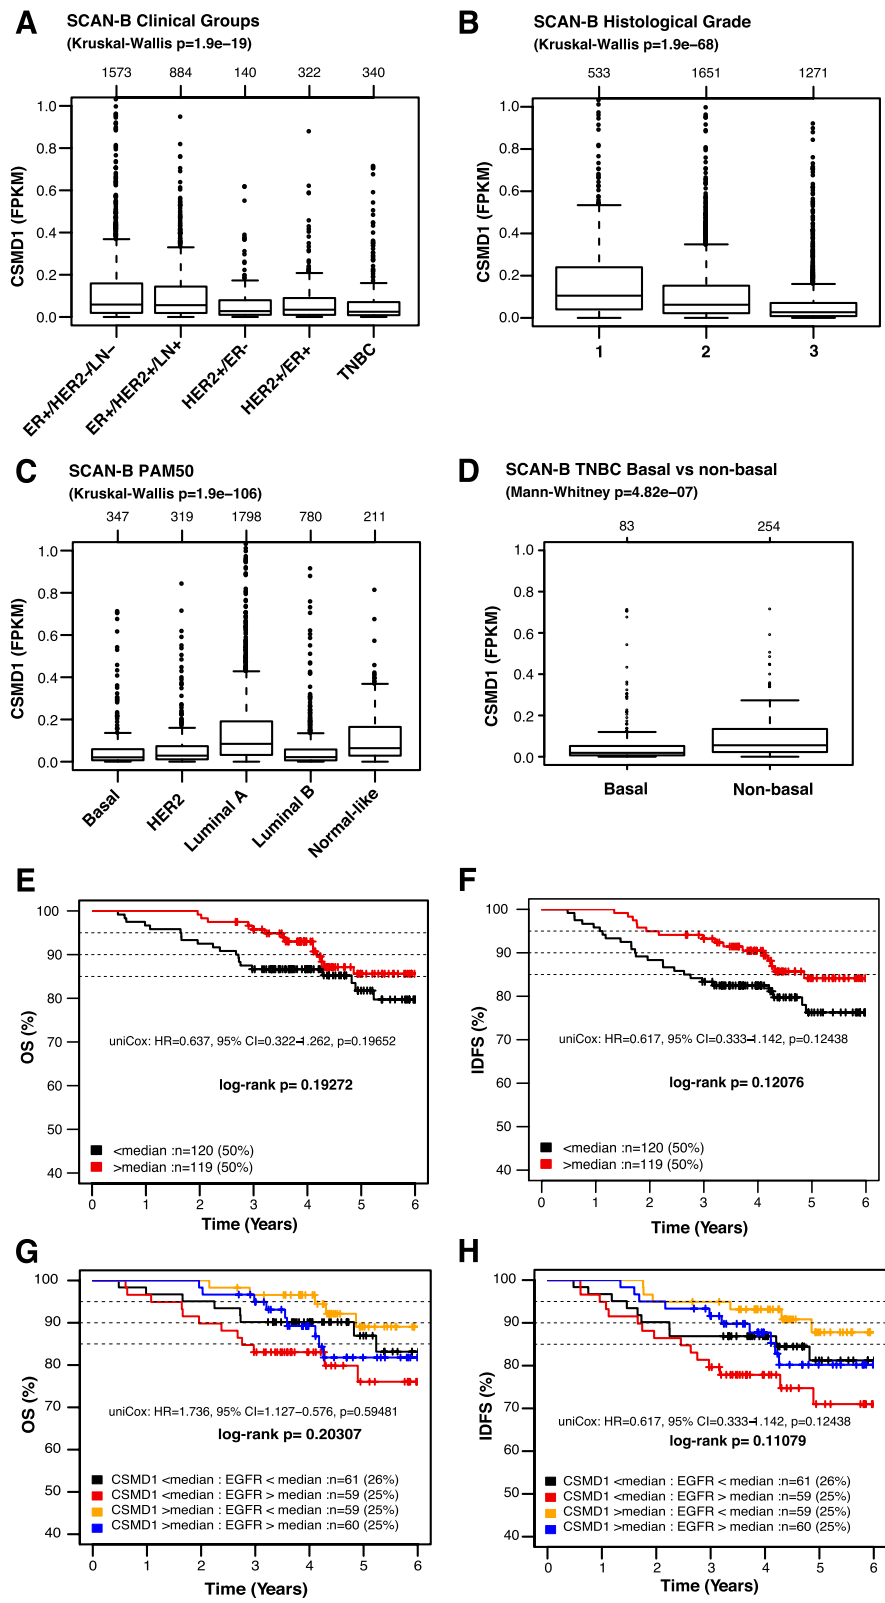 A
SCAN-B Clinical Groups
(Kruskal-Wallis p=1.9e−19)
1573 884 140 322 340
CSMD1 (FPKM)
1.0
0.8
0.6
0.4
0.2
0.0
ER+/HER2-/LN−
ER+/HER2+/LN+
HER2+/ER-
HER2+/ER+
TNBC
B
SCAN-B Histological Grade
(Kruskal-Wallis p=1.9e−68)
533 1651 1271
CSMD1 (FPKM)
1.0
0.8
0.6
0.4
0.2
0.0
1 2 3
C
SCAN-B PAM50
(Kruskal-Wallis p=1.9e−106)
347 319 1798 780 211
CSMD1 (FPKM)
1.0
0.8
0.6
0.4
0.2
0.0
Basal
HER2
Luminal A
Luminal B
Normal-like
D
SCAN-B TNBC Basal vs non-basal
(Mann-Whitney p=4.82e−07)
83 254
CSMD1 (FPKM)
1.0
0.8
0.6
0.4
0.2
0.0
Basal Non-basal
E
OS (%)
100
90
80
70
60
50
40
uniCox: HR=0.637, 95% CI=0.322−1.262, p=0.19652
log-rank p= 0.19272
<median :n=120 (50%)
>median :n=119 (50%)
0 1 2 3 4 5 6
Time (Years)
F
IDFS (%)
100
90
80
70
60
50
40
uniCox: HR=0.617, 95% CI=0.333−1.142, p=0.12438
log-rank p= 0.12076
<median :n=120 (50%)
>median :n=119 (50%)
0 1 2 3 4 5 6
Time (Years)
G
OS (%)
100
90
80
70
60
50
40
uniCox: HR=1.736, 95% CI=1.127−0.576, p=0.59481
log-rank p= 0.20307
CSMD1 <median : EGFR < median :n=61 (26%)
CSMD1 <median : EGFR > median :n=59 (25%)
CSMD1 >median : EGFR < median :n=59 (25%)
CSMD1 >median : EGFR > median :n=60 (25%)
0 1 2 3 4 5 6
Time (Years)
H
IDFS (%)
100
90
80
70
60
50
40
uniCox: HR=0.617, 95% CI=0.333−1.142, p=0.12438
log-rank p= 0.11079
CSMD1 <median : EGFR < median :n=61 (26%)
CSMD1 <median : EGFR > median :n=59 (25%)
CSMD1 >median : EGFR < median :n=59 (25%)
CSMD1 >median : EGFR > median :n=60 (25%)
0 1 2 3 4 5 6
Time (Years)